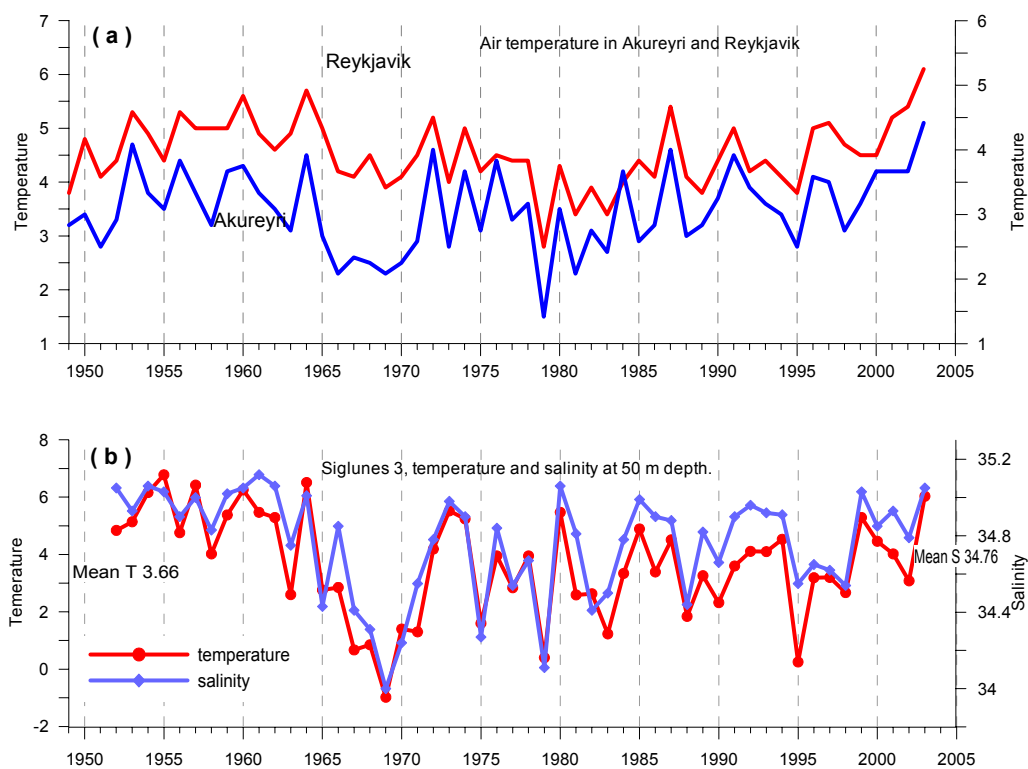 7
6
5
4
3
2
1
Temperature
( a )
Reykjavik
Air temperature in Akureyri and Reykjavik
Akureyri
6
5
4
3
2
1
Temperature
1950 1955 1960 1965 1970 1975 1980 1985 1990 1995 2000 2005
8
6
4
2
0
-2
Temerature
( b )
Siglunes 3, temperature and salinity at 50 m depth.
Mean T 3.66
Mean S 34.76
temperature
salinity
35.2
34.8
34.4
34
Salinity
1950 1955 1960 1965 1970 1975 1980 1985 1990 1995 2000 2005